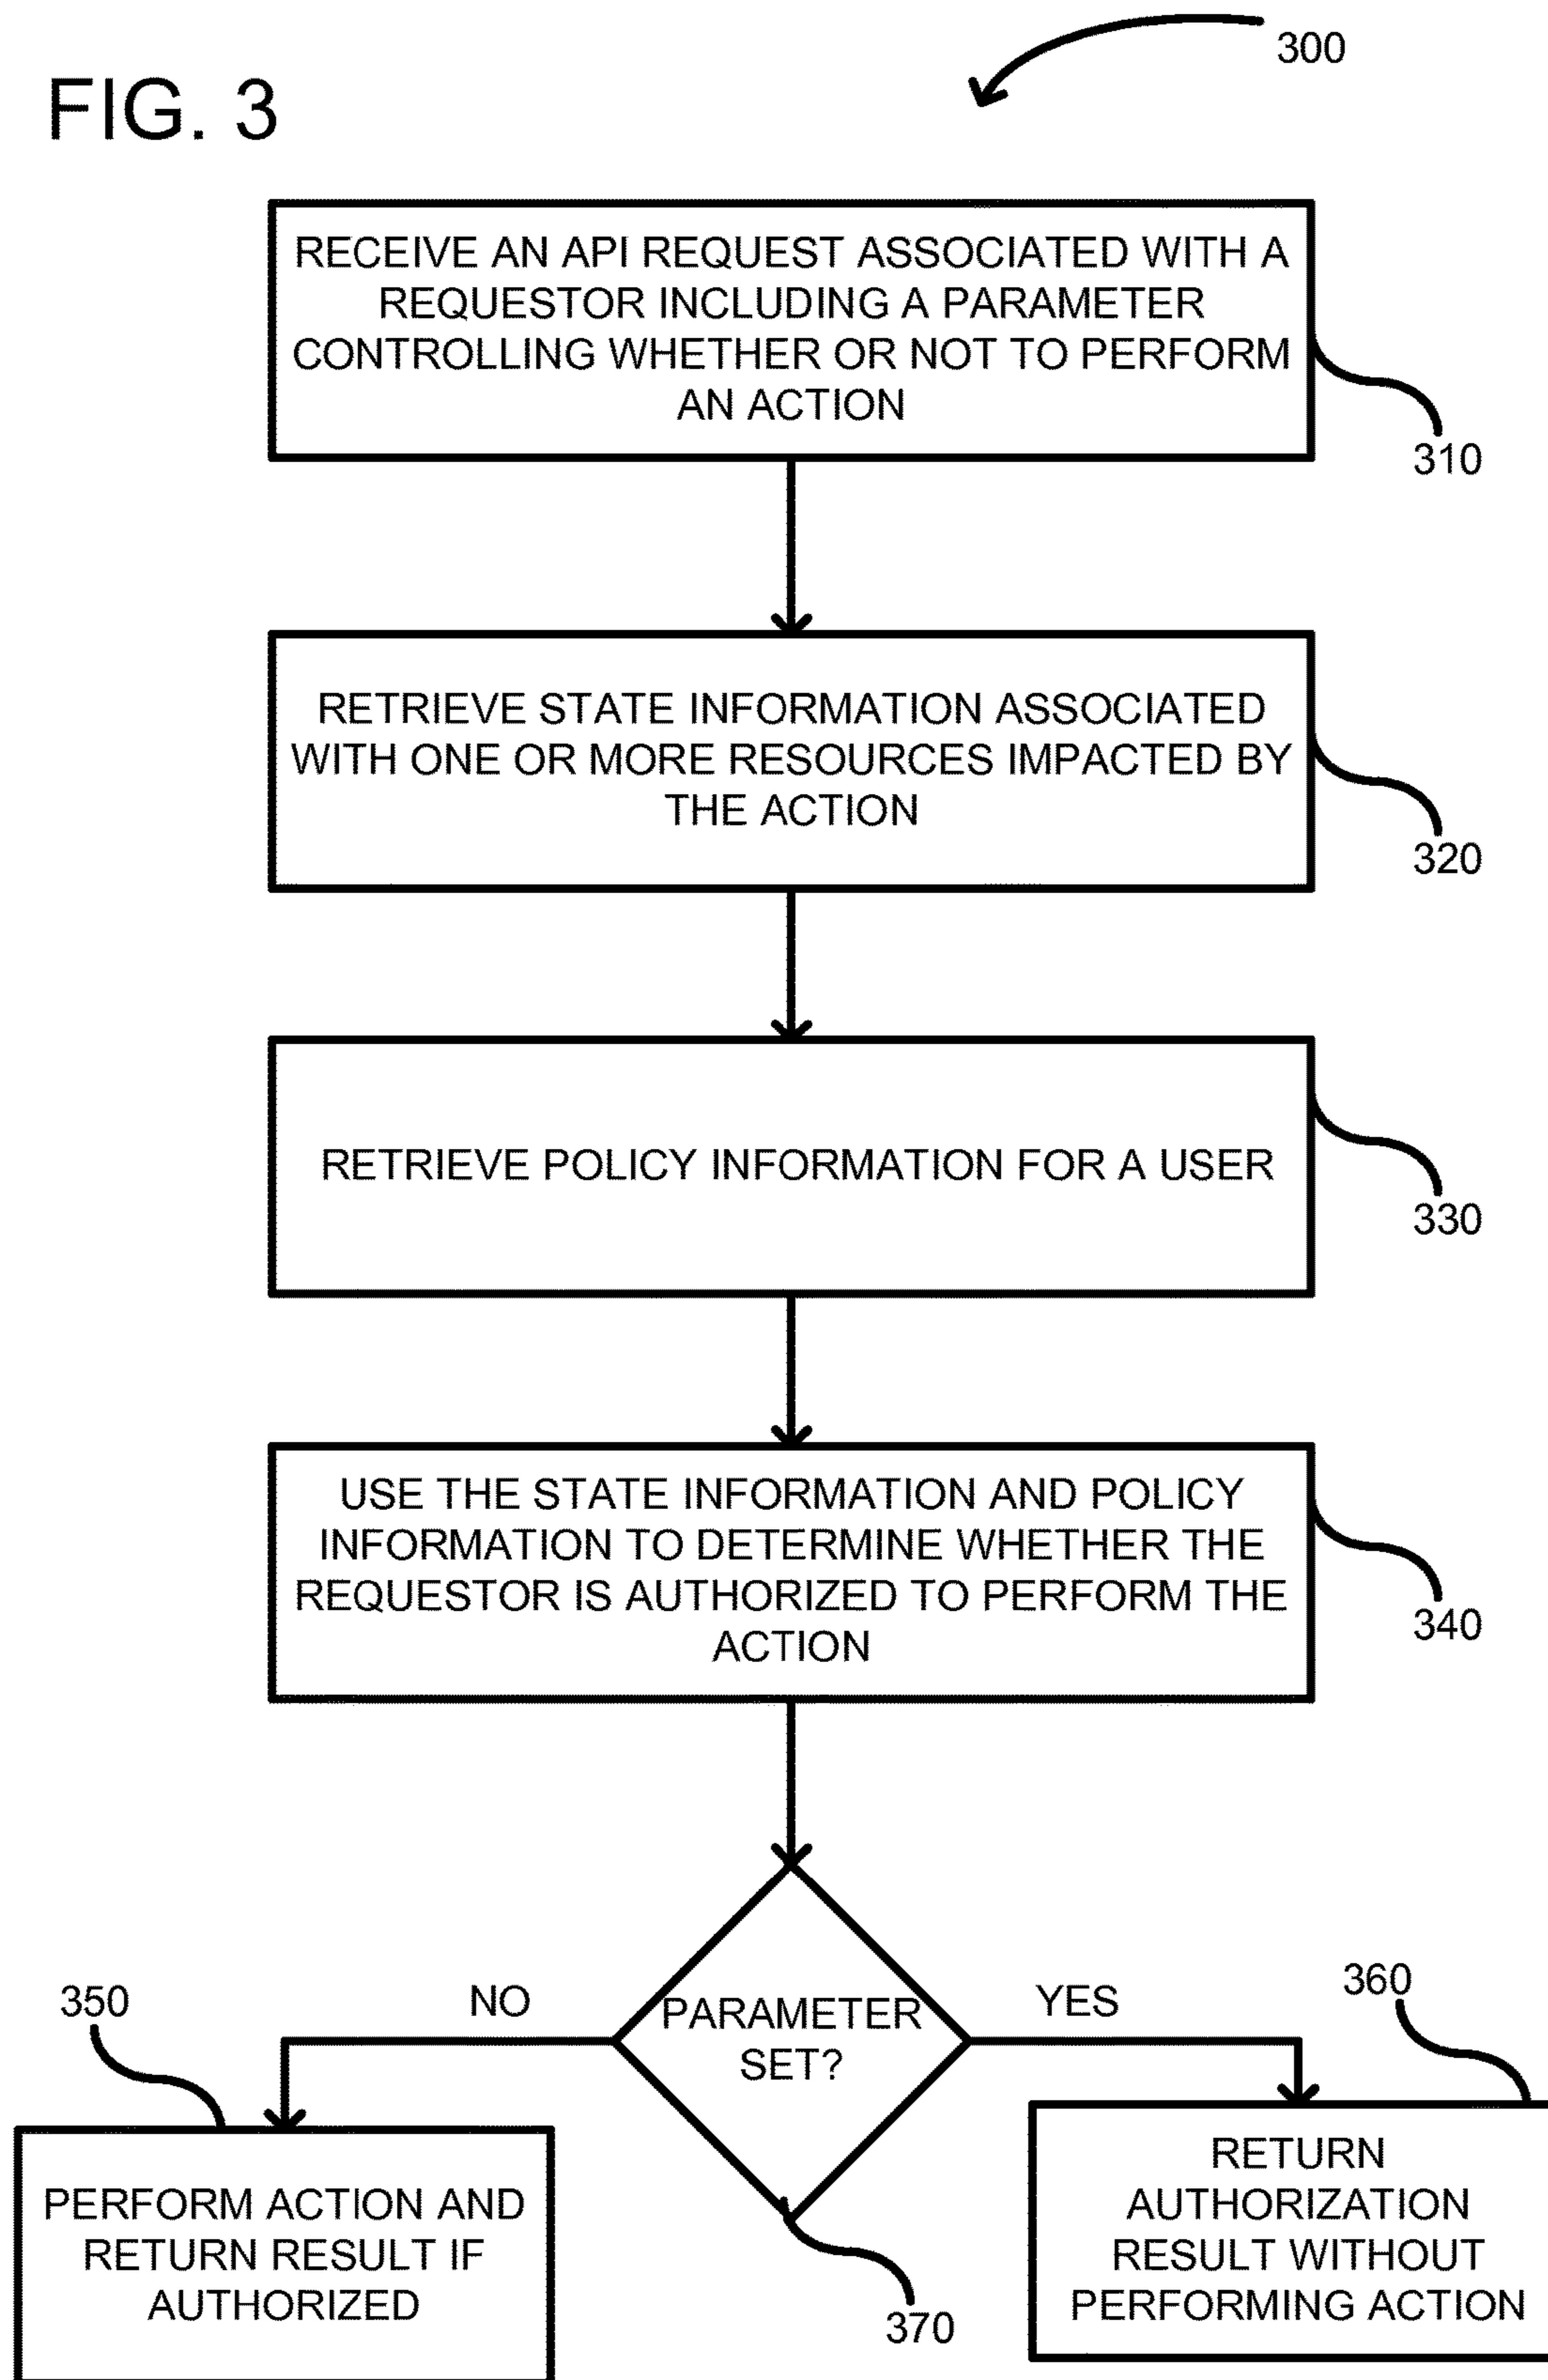 300
FIG. 3
RECEIVE AN API REQUEST ASSOCIATED WITH A
REQUESTOR INCLUDING A PARAMETER
CONTROLLING WHETHER OR NOT TO PERFORM
AN ACTION
310
RETRIEVE STATE INFORMATION ASSOCIATED
WITH ONE OR MORE RESOURCES IMPACTED BY
THE ACTION
320
RETRIEVE POLICY INFORMATION FOR A USER
330
USE THE STATE INFORMATION AND POLICY
INFORMATION TO DETERMINE WHETHER THE
REQUESTOR IS AUTHORIZED TO PERFORM THE
ACTION
340
PARAMETER
SET?
370
NO
350
PERFORM ACTION AND
RETURN RESULT IF
AUTHORIZED
YES
360
RETURN
AUTHORIZATION
RESULT WITHOUT
PERFORMING ACTION